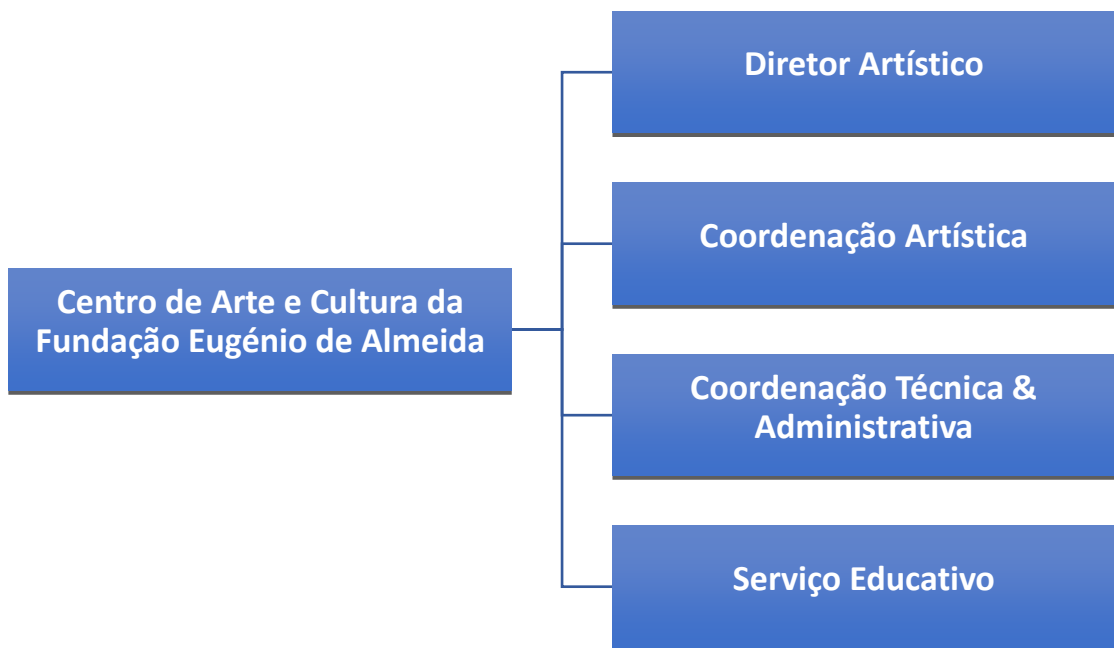 Diretor Artístico
Coordenação Artística
Centro de Arte e Cultura da
Fundação Eugénio de Almeida
Coordenação Técnica &
Administrativa
Serviço Educativo